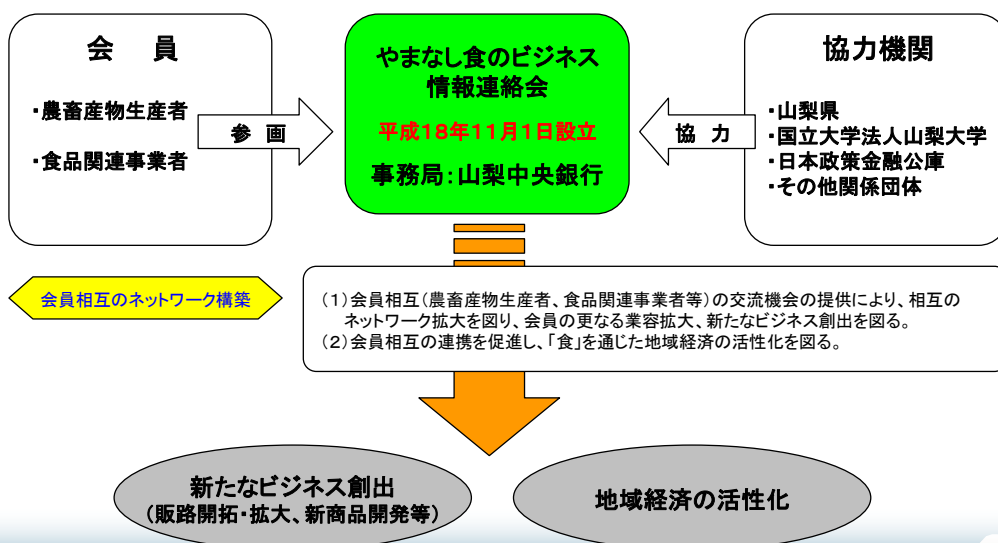 会　員
・農畜産物生産者
・食品関連事業者
参 画
やまなし食のビジネス
情報連絡会
平成18年11月1日設立
事務局：山梨中央銀行
協 力
協力機関
・山梨県
・国立大学法人山梨大学
・日本政策金融公庫
・その他関係団体
会員相互のネットワーク構築
（1）会員相互（農畜産物生産者、食品関連事業者等）の交流機会の提供により、相互の
ネットワーク拡大を図り、会員の更なる業容拡大、新たなビジネス創出を図る。
（2）会員相互の連携を促進し、「食」を通じた地域経済の活性化を図る。
新たなビジネス創出
（販路開拓・拡大、新商品開発等）
地域経済の活性化